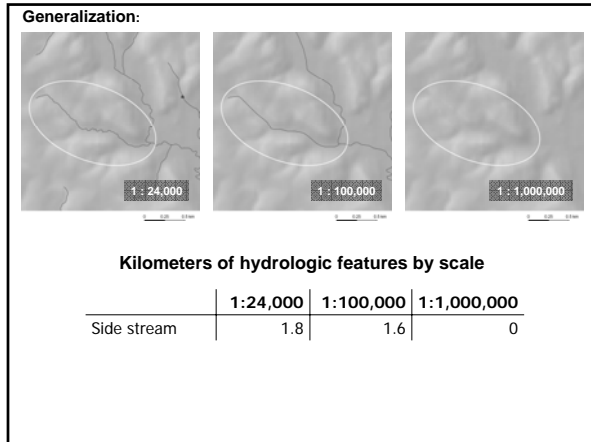 Generalization:
1 : 24,000
1 : 100,000
1 : 1,000,000
Kilometers of hydrologic features by scale
1:24,000 1:100,000 1:1,000,000
Side stream 1.8 1.6 0